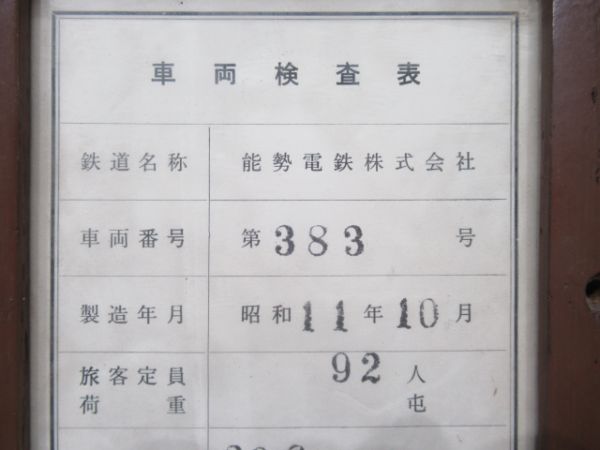 車両検査表
鉄道名称 能勢電鉄株式会社
車両番号 第383号
製造年月 昭和11年10月
旅客定員 92人
荷重 屯